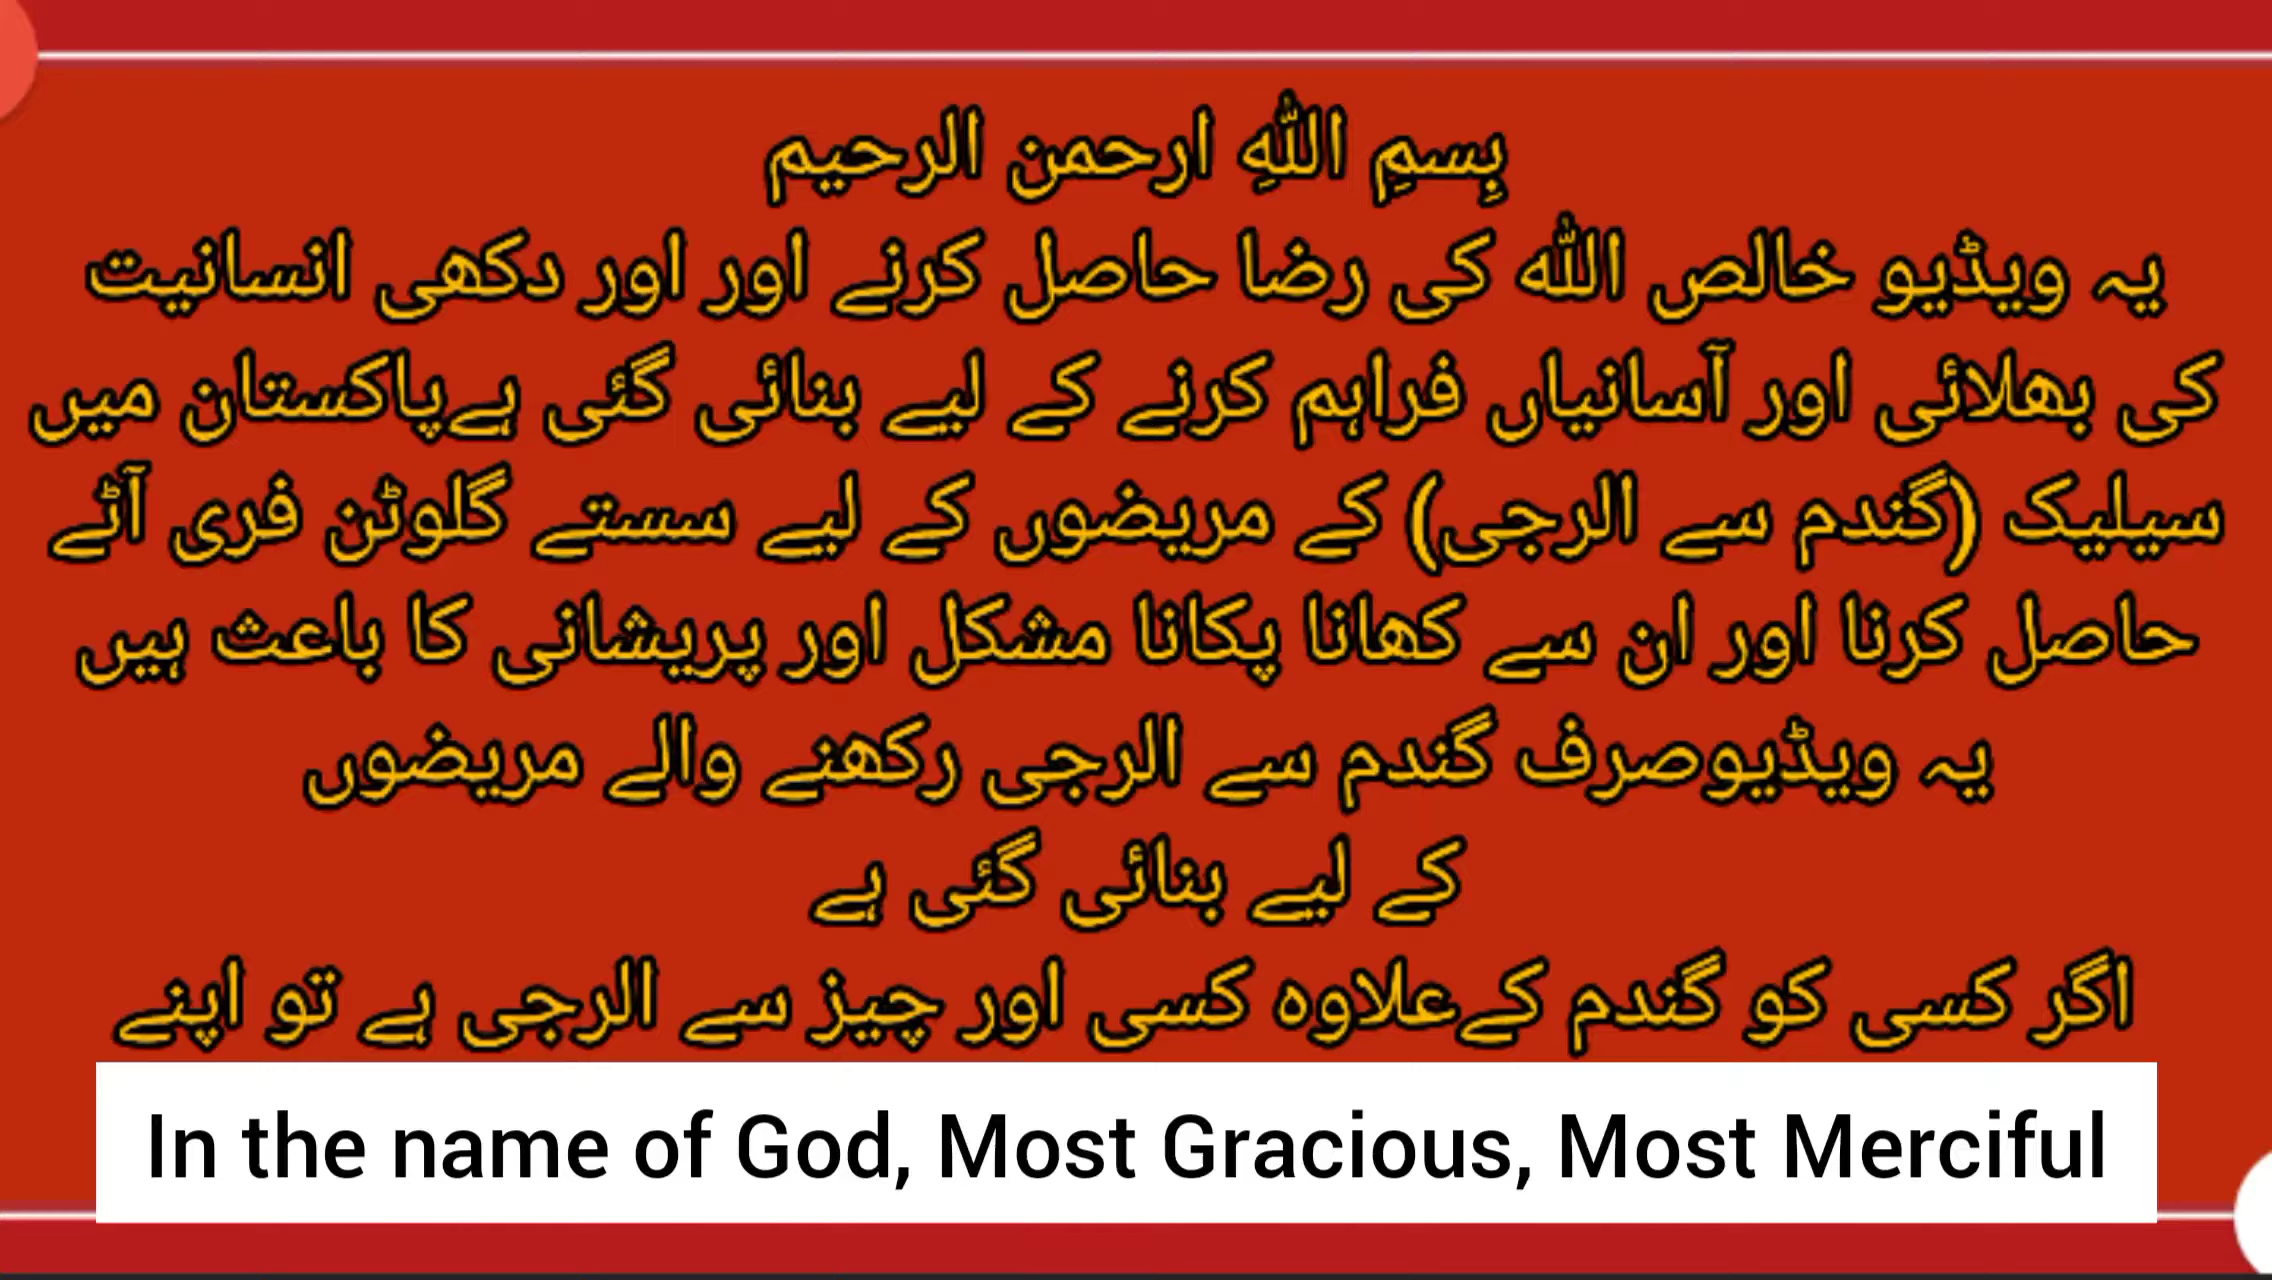 بِسمِ اللهِ ارحمن الرحیم
یہ ویڈیو خالص اللہ کی رضا حاصل کرنے اور اور دکھی انسانیت
کی بھلائی اور آسانیاں فراہم کرنے کے لیے بنائی گئی ہےپاکستان میں
سیلیک (گندم سے الرجی) کے مریضوں کے لیے سستے گلوٹن فری آٹے
حاصل کرنا اور ان سے کھانا پکانا مشکل اور پریشانی کا باعث ہیں
یہ ویڈیوصرف گندم سے الرجی رکھنے والے مریضوں
کے لیے بنائی گئی ہے
اگر کسی کو گندم کےعلاوہ کسی اور چیز سے الرجی ہے تو اپنے
In the name of God, Most Gracious, Most Merciful